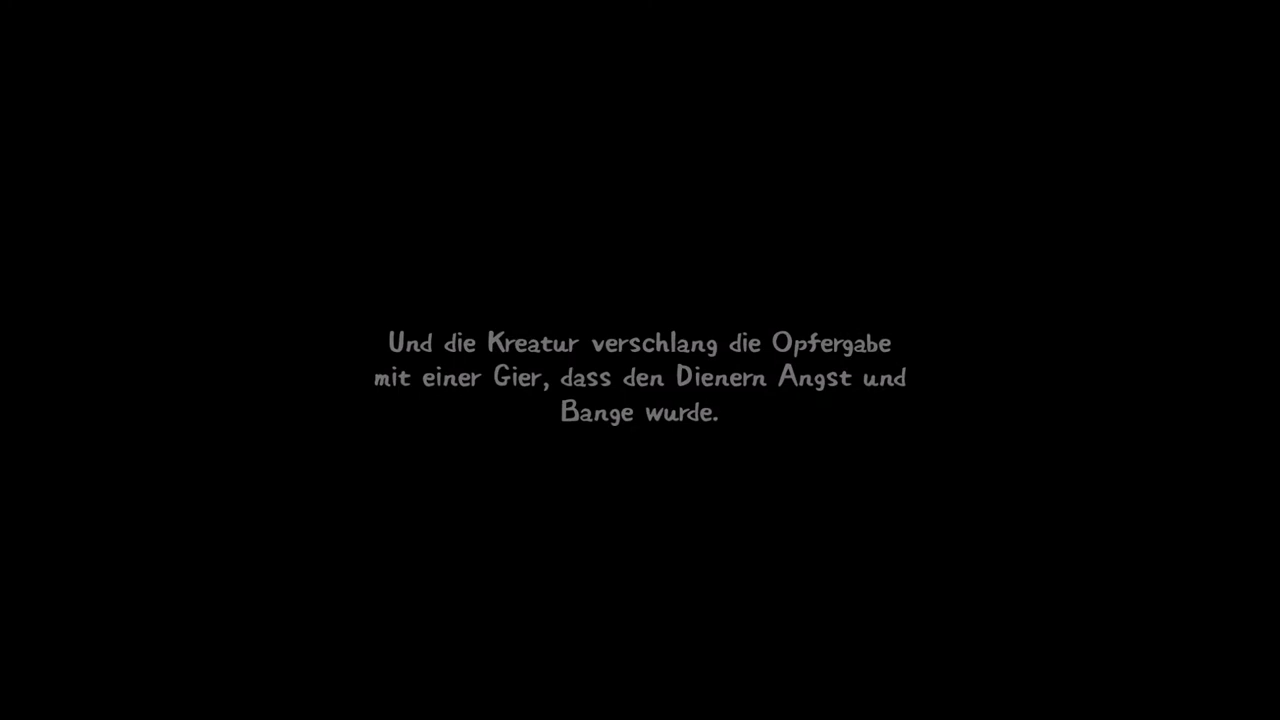 Und die Kreatur verschlang die Opfergabe
mit einer Gier, dass den Dienern Angst und
Bange wurde.